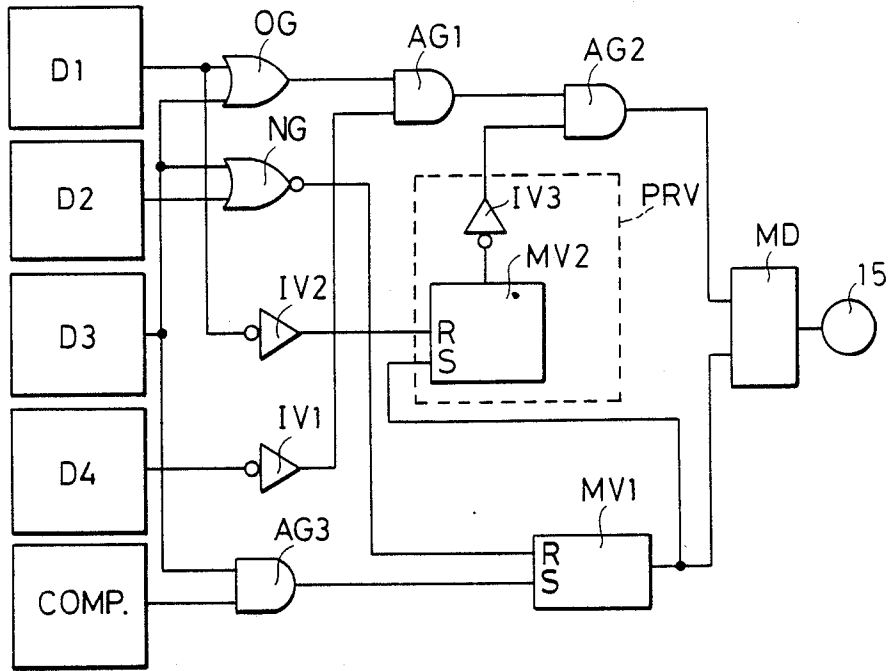 D1
OG
AG1
AG2
NG
D2
IV3
PRV
MV2
MD
15
D3
IV2
R
S
D4
IV1
MV1
AG3
R
S
COMP.